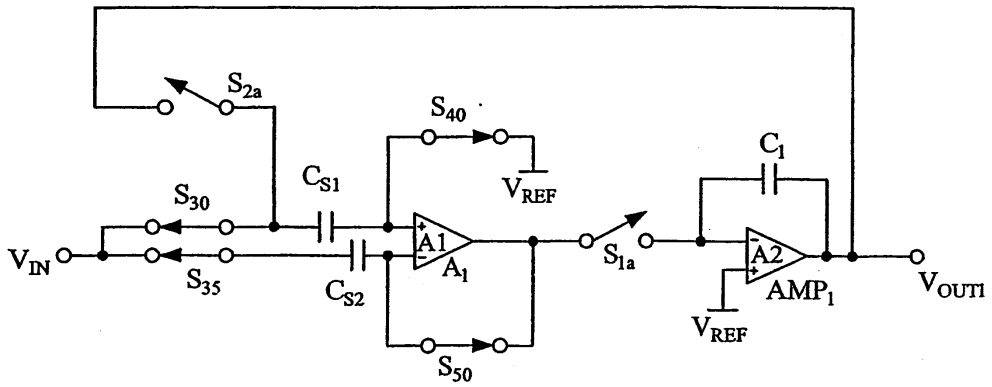 S2a
S40
VREF
C1
CS1
S30
VIN
S35
CS2
+
A1
−
A1
S1a
−
A2
+
AMP1
VREF
VOUT1
S50